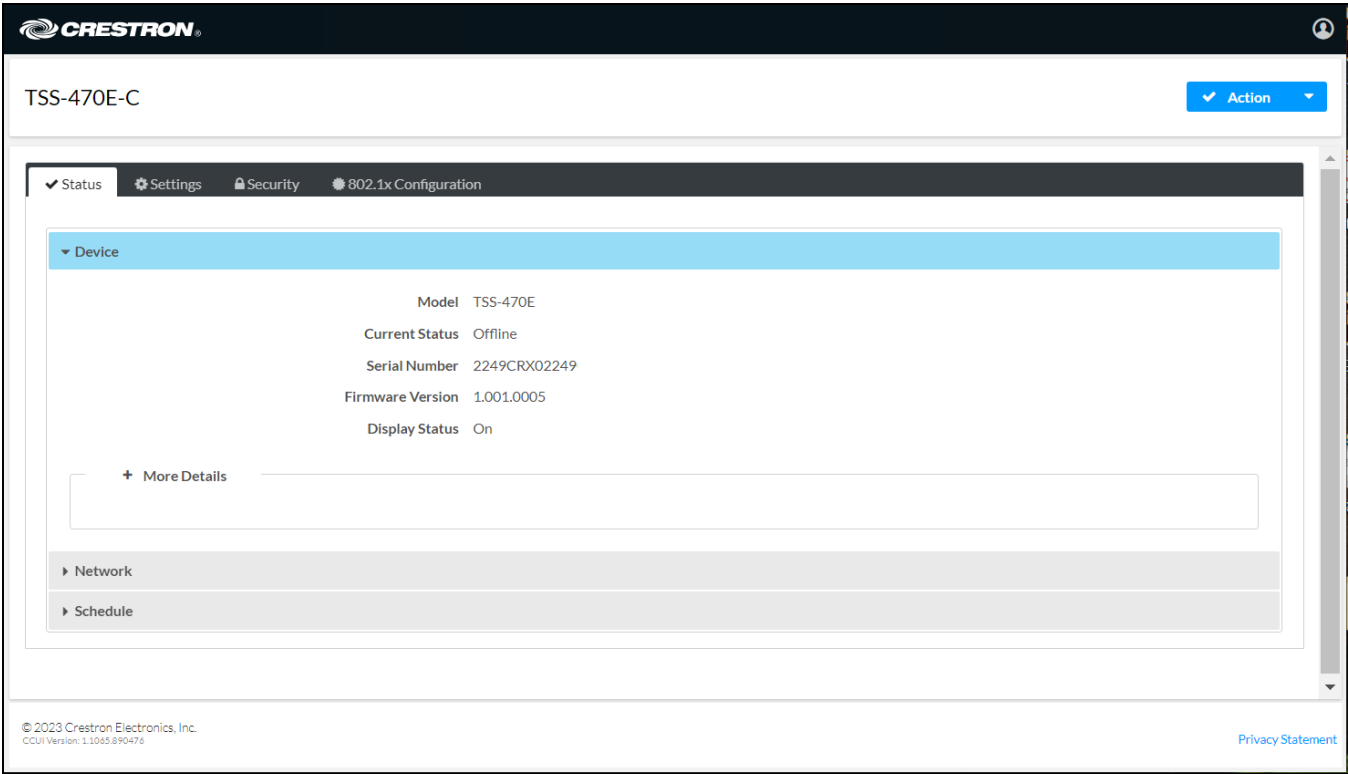 CRESTRON®
TSS-470E-C
Action
Status Settings Security 802.1x Configuration
Device
Model TSS-470E
Current Status Offline
Serial Number 2249CRX02249
Firmware Version 1.001.0005
Display Status On
+ More Details
Network
Schedule
© 2023 Crestron Electronics, Inc.
CCUI Version: 1.1065.890476
Privacy Statement